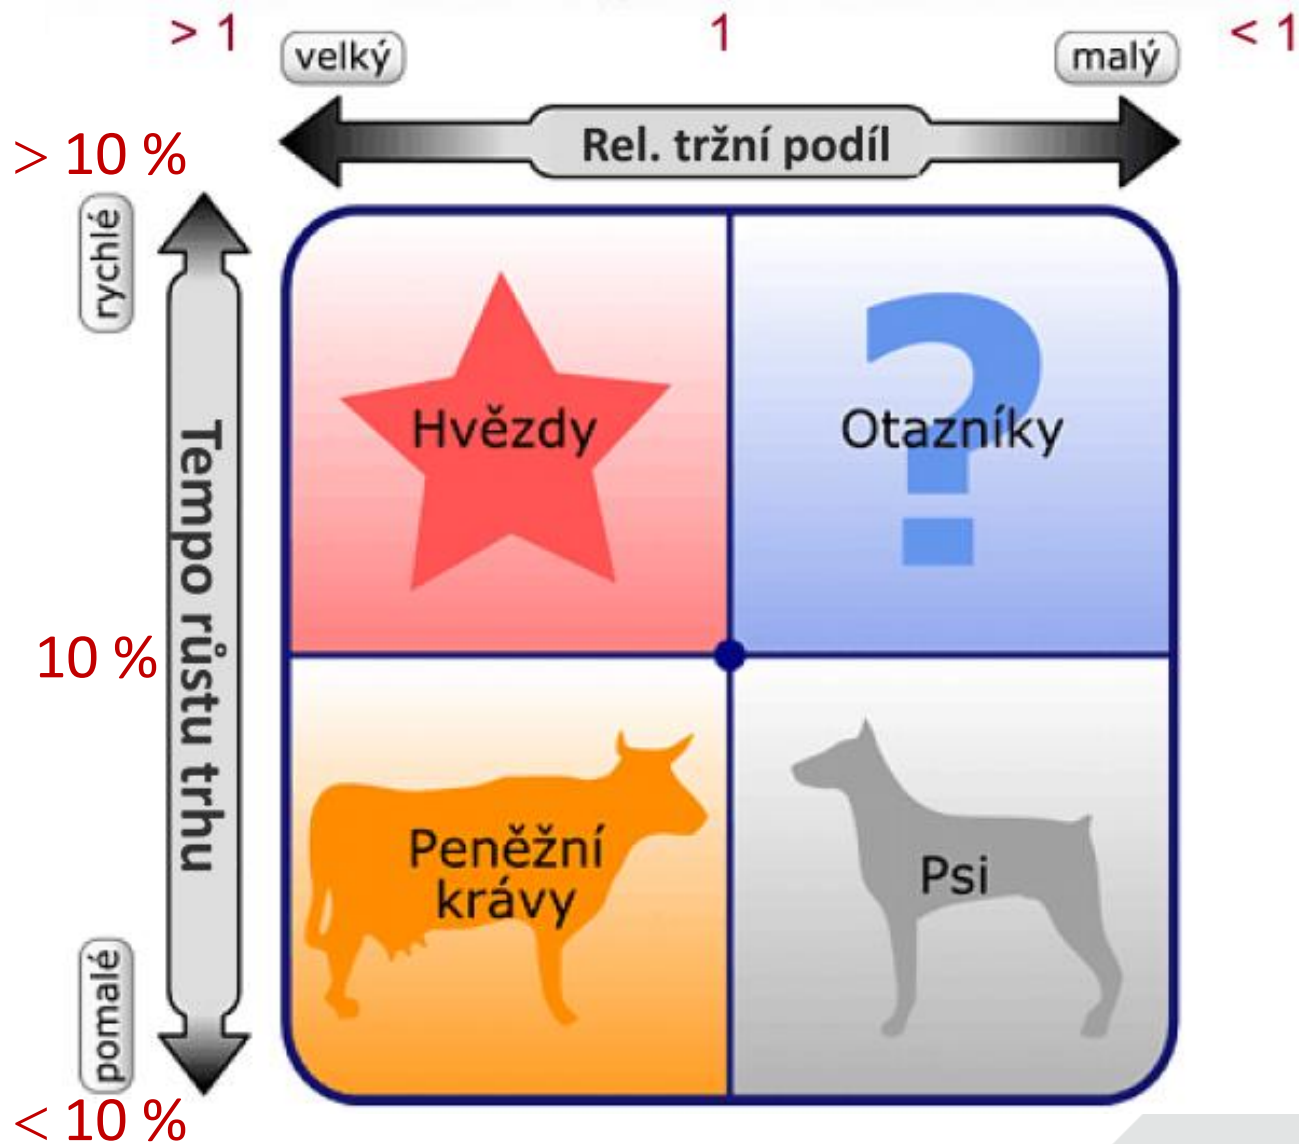 > 1
1
< 1
velký
malý
Rel. tržní podíl
> 10 %
rychlé
Tempo růstu trhu
Hvězdy
Otazníky
10 %
Peněžní
krávy
Psi
pomalé
< 10 %